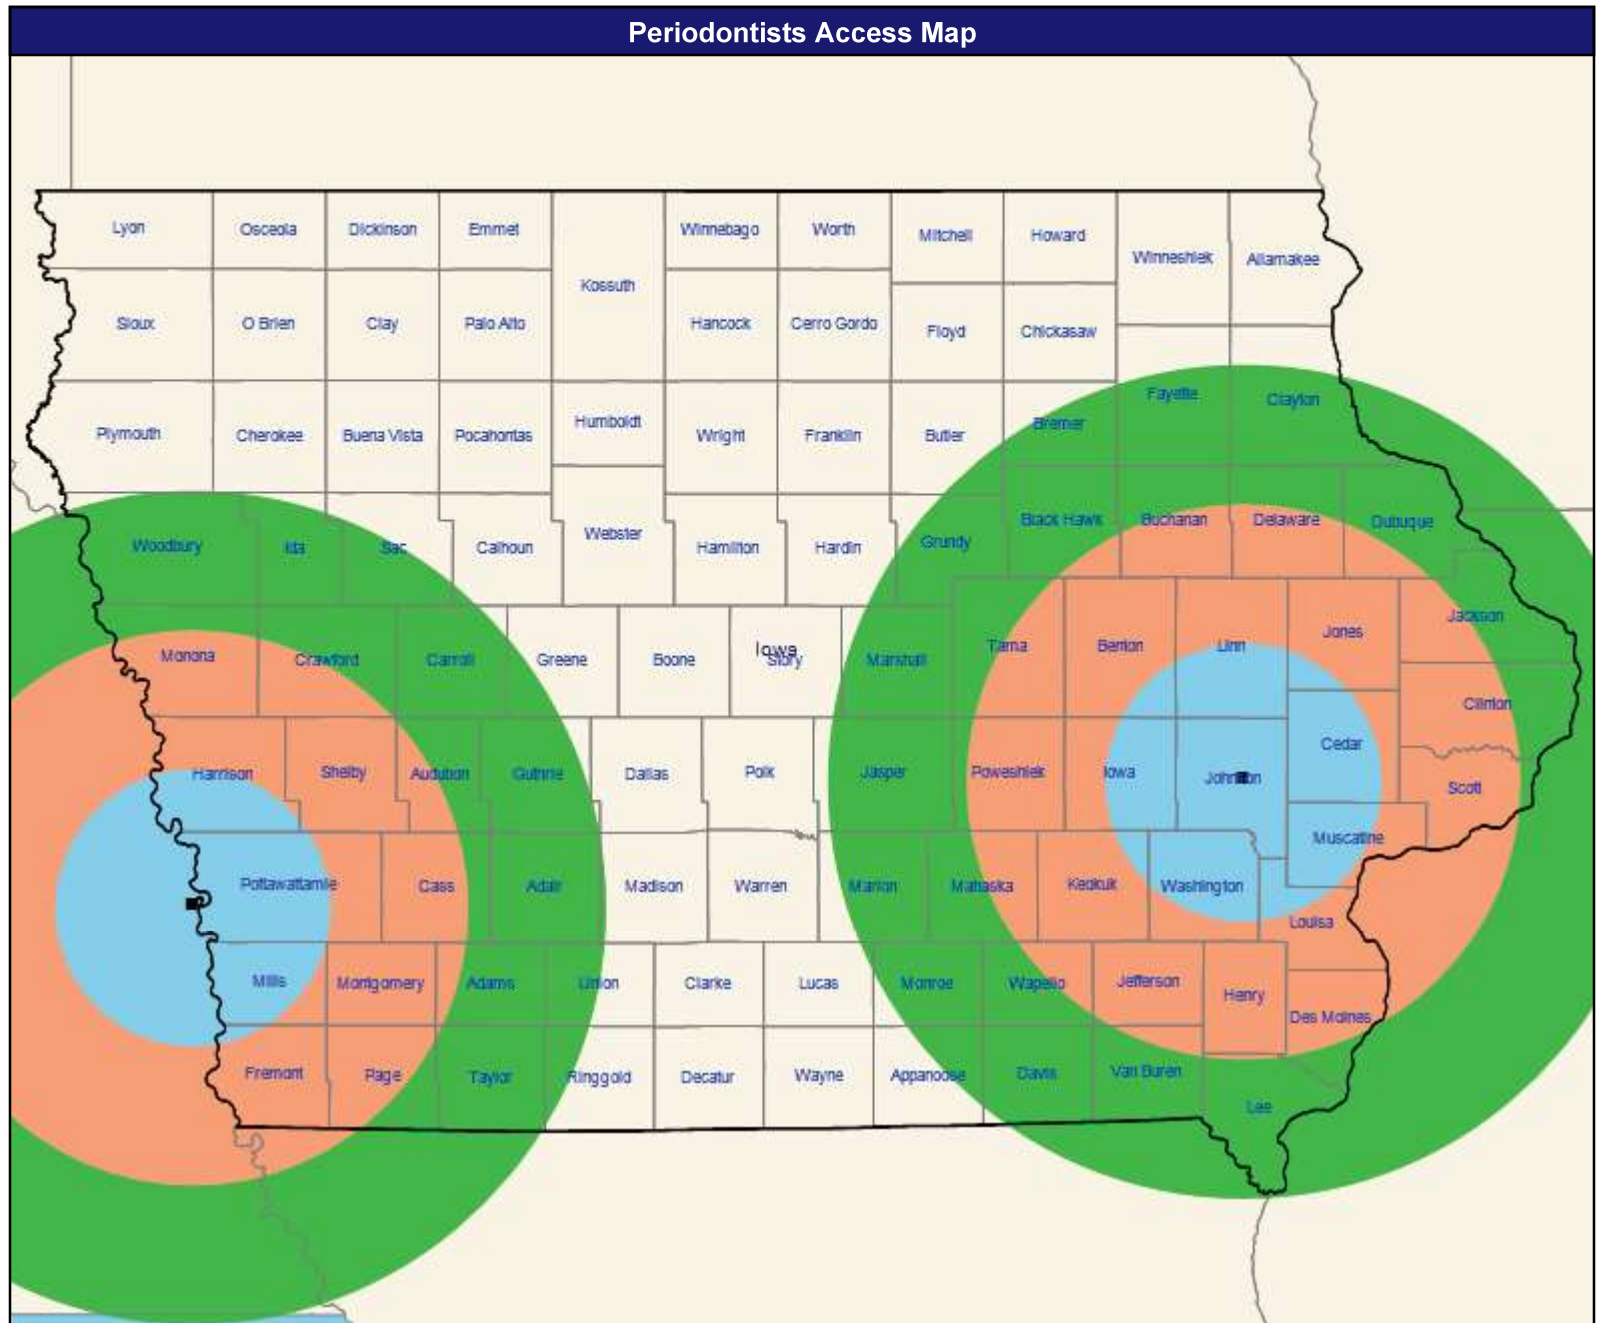 Periodontists Access Map
Lyon Osceola Dickinson Emmet Winnebago Worth Mitchell Howard
Winneshiek Allamakee
Kossuth
Sioux O Brien Clay Palo Alto Hancock Cerro Gordo Floyd Chickasaw
Fayette Clayton
Plymouth Cherokee Buena Vista Pocahontas Humboldt Wright Franklin Butler Bremer
Woodbury Ida Sac Calhoun Webster Hamilton Hardin Grundy Black Hawk Buchanan Delaware Dubuque
Monona Crawford Carroll Greene Boone Iowa Story Marshall Tama Benton Linn Jones Jackson
Clinton
Harrison Shelby Audubon Guthrie Dallas Polk Jasper Poweshiek Iowa Johnson Cedar Scott
Muscatine
Pottawattamie Cass Adair Madison Warren Marion Mahaska Keokuk Washington
Louisa
Mills Montgomery Adams Union Clarke Lucas Monroe Wapello Jefferson Henry
Des Moines
Fremont Page Taylor Ringgold Decatur Wayne Appanoose Davis Van Buren
Lee